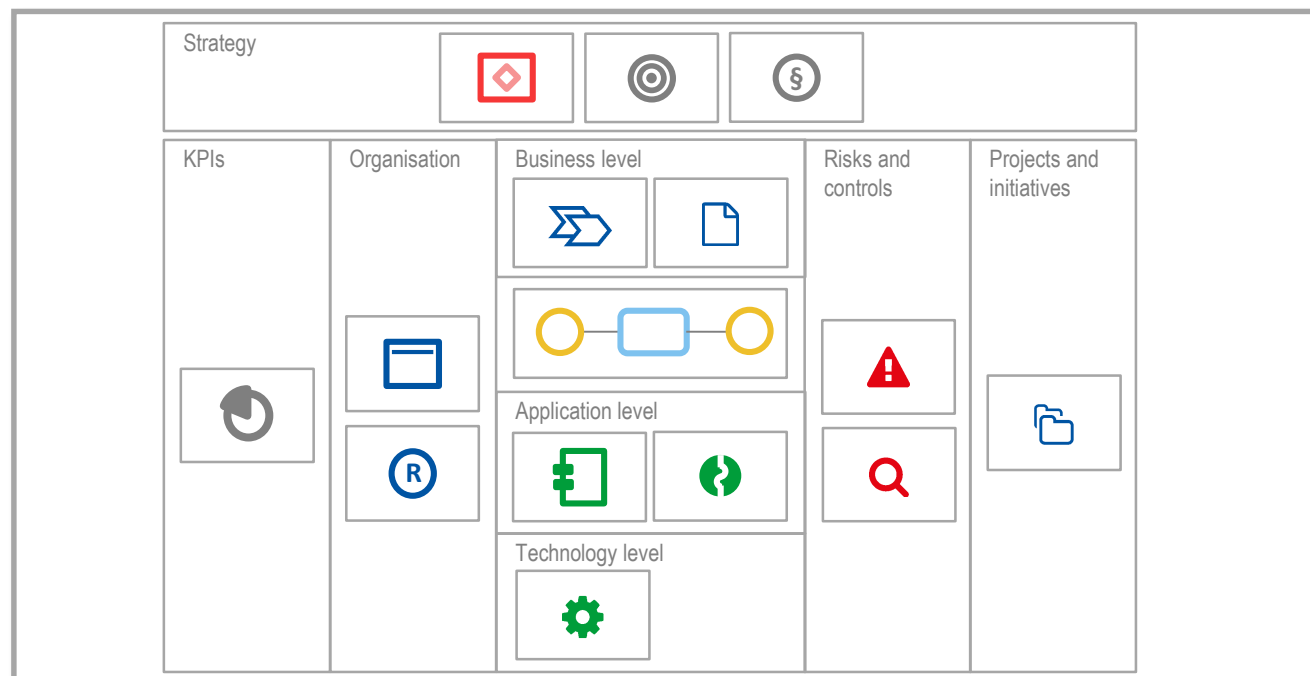 Strategy
§
KPIs
Organisation
Business level
Risks and
controls
Projects and
initiatives
Application level
R
Technology level